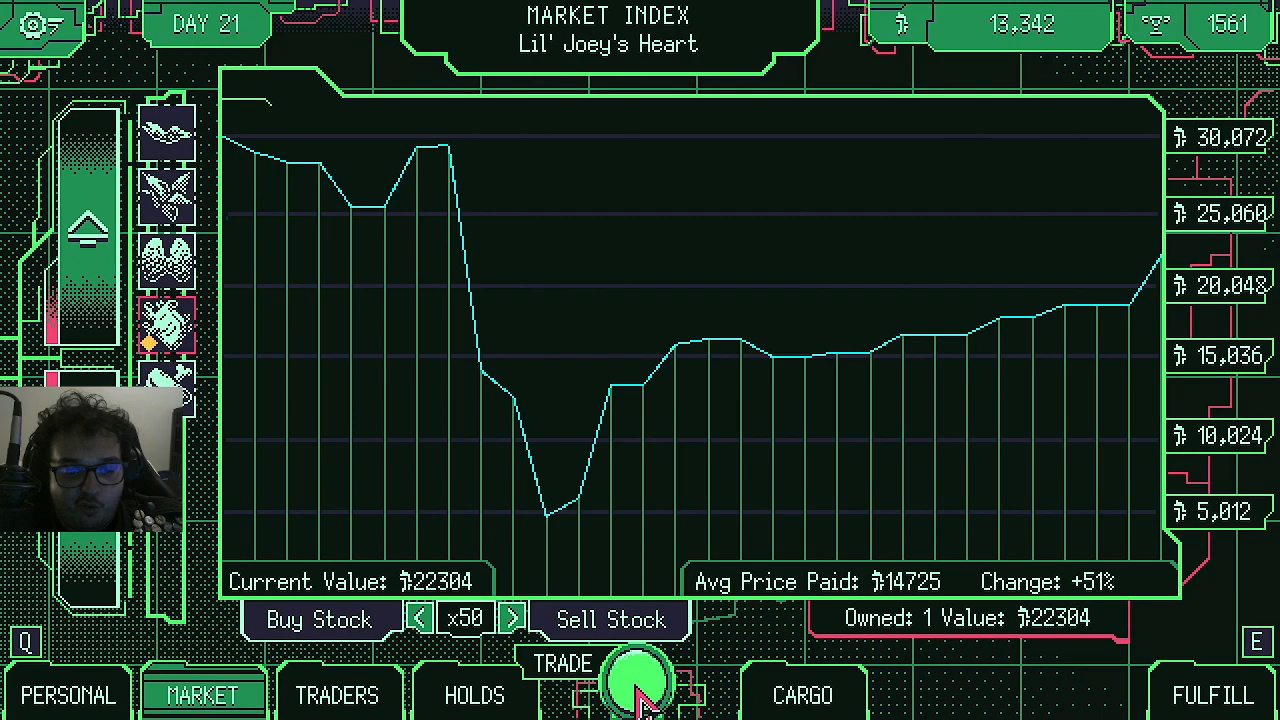 DAY 21
MARKET INDEX
Lil' Joey's Heart
13,342
1561
30,072
25,060
20,048
15,036
10,024
5,012
Current Value: 22304
Avg Price Paid: 14725 Change: +51%
Buy Stock < x50 > Sell Stock
Owned: 1 Value: 22304
Q
E
TRADE
PERSONAL
MARKET
TRADERS
HOLDS
CARGO
FULFILL